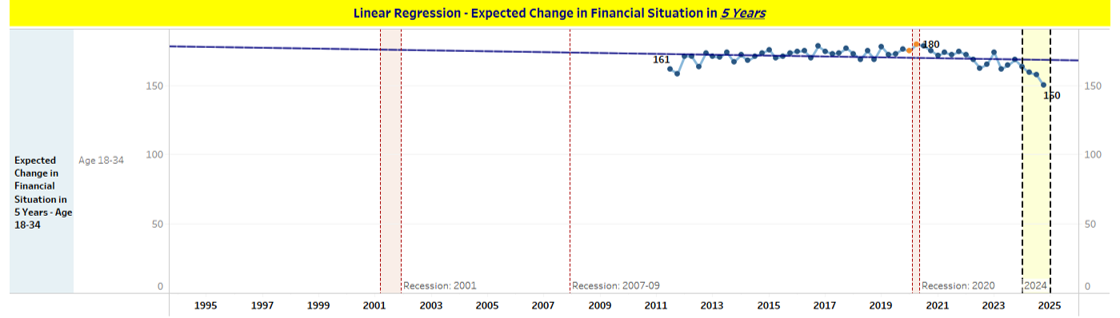 Linear Regression - Expected Change in Financial Situation in 5 Years
161
180
150
150
150
Expected
Change in
Financial
Situation in
5 Years - Age
18-34
Age 18-34
100
100
50
50
0
Recession: 2001
Recession: 2007-09
Recession: 2020
2024
0
1995
1997
1999
2001
2003
2005
2007
2009
2011
2013
2015
2017
2019
2021
2023
2025